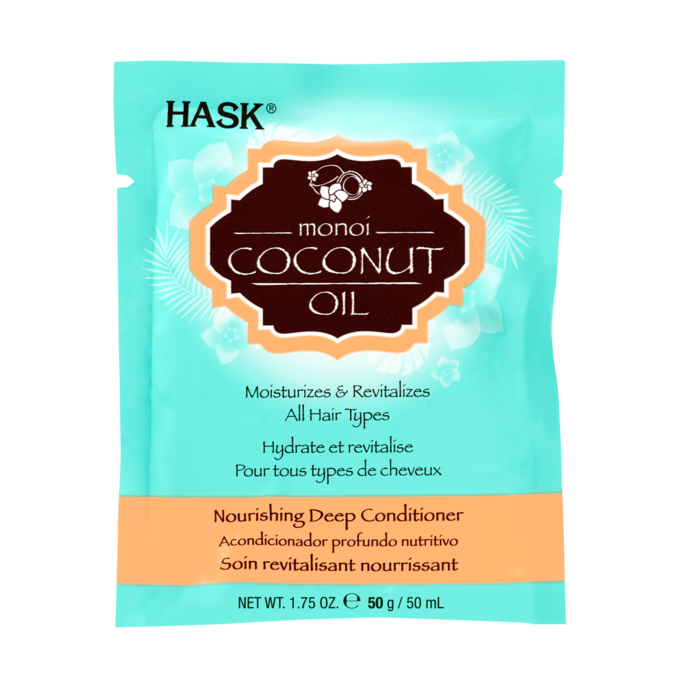 HASK®
monoi
COCONUT
OIL
Moisturizes & Revitalizes
All Hair Types
Hydrate et revitalise
Pour tous types de cheveux
Nourishing Deep Conditioner
Acondicionador profundo nutritivo
Soin revitalisant nourrissant
NET WT. 1.75 OZ. ℮ 50 g / 50 mL